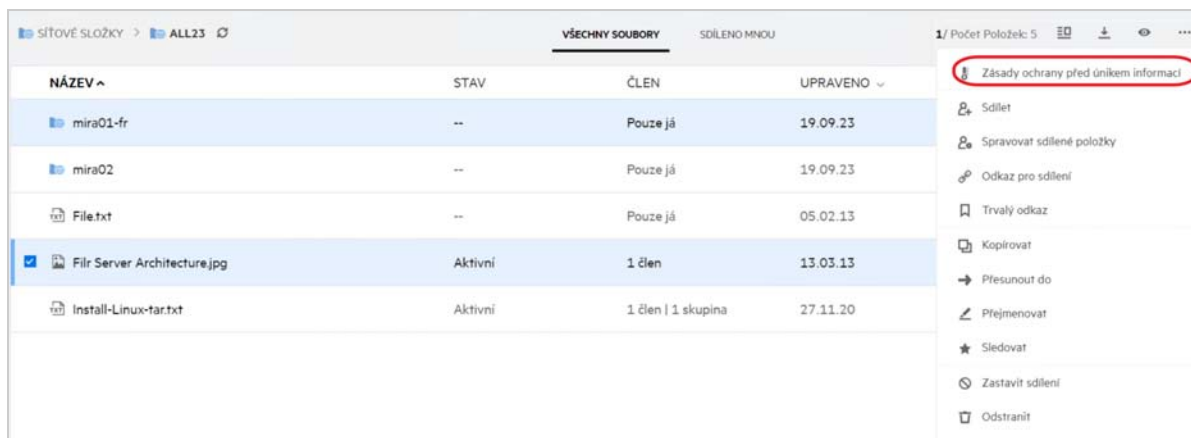 SÍŤOVÉ SLOŽKY > ALL23 VŠECHNY SOUBORY SDÍLENO MNOU 1/ Počet Položek: 5 ...
NÁZEV STAV ČLEN UPRAVENO
mira01-fr -- Pouze já 19.09.23
mira02 -- Pouze já 19.09.23
TXT File.txt -- Pouze já 05.02.13
Filr Server Architecture.jpg Aktivní 1 člen 13.03.13
TXT Install-Linux-tar.txt Aktivní 1 člen | 1 skupina 27.11.20
Zásady ochrany před únikem informací
Sdílet
Spravovat sdílené položky
Odkaz pro sdílení
Trvalý odkaz
Kopírovat
Přesunout do
Přejmenovat
Sledovat
Zastavit sdílení
Odstranit